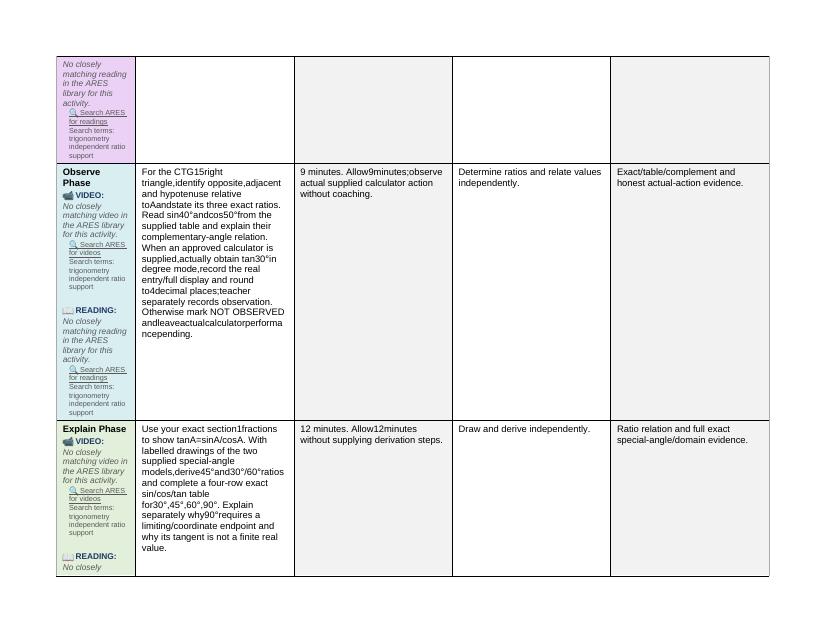 No closely
matching reading
in the ARES
library for this
activity.
🔍 Search ARES
for readings
Search terms:
trigonometry
independent ratio
support
Observe
Phase
📹 VIDEO:
No closely
matching video in
the ARES library
for this activity.
🔍 Search ARES
for videos
Search terms:
trigonometry
independent ratio
support
📖 READING:
No closely
matching reading
in the ARES
library for this
activity.
🔍 Search ARES
for readings
Search terms:
trigonometry
independent ratio
support
For the CTG15right
triangle,identify opposite,adjacent
and hypotenuse relative
toAandstate its three exact ratios.
Read sin40°andcos50°from the
supplied table and explain their
complementary-angle relation.
When an approved calculator is
supplied,actually obtain tan30°in
degree mode,record the real
entry/full display and round
to4decimal places;teacher
separately records observation.
Otherwise mark NOT OBSERVED
andleaveactualcalculatorperforma
ncepending.
9 minutes. Allow9minutes;observe
actual supplied calculator action
without coaching.
Determine ratios and relate values
independently.
Exact/table/complement and
honest actual-action evidence.
Explain Phase
📹 VIDEO:
No closely
matching video in
the ARES library
for this activity.
🔍 Search ARES
for videos
Search terms:
trigonometry
independent ratio
support
📖 READING:
No closely
Use your exact section1fractions
to show tanA=sinA/cosA. With
labelled drawings of the two
supplied special-angle
models,derive45°and30°/60°ratios
and complete a four-row exact
sin/cos/tan table
for30°,45°,60°,90°. Explain
separately why90°requires a
limiting/coordinate endpoint and
why its tangent is not a finite real
value.
12 minutes. Allow12minutes
without supplying derivation steps.
Draw and derive independently.
Ratio relation and full exact
special-angle/domain evidence.